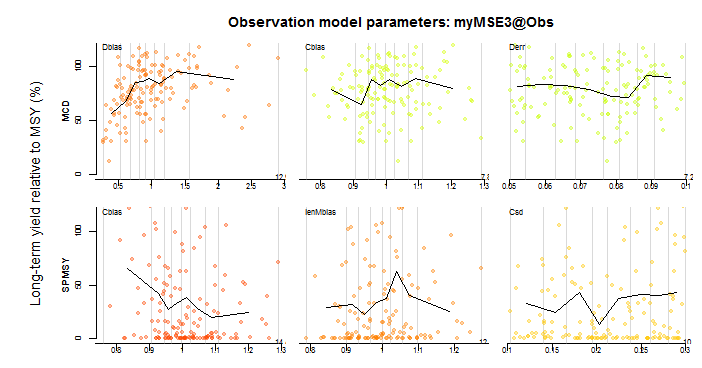 Observation model parameters: myMSE3@Obs
Long-term yield relative to MSY (%)
MCD
0 50 100
Dbias
0.5 1 1.5 2 2.5 3
Cbias
0.8 0.9 1 1.1 1.2 1.3
Derr
0.05 0.06 0.07 0.08 0.09 0.1
SPMSY
0 50 100
Cbias
0.8 0.9 1 1.1 1.2 1.3
14
lenMbias
0.8 0.9 1 1.1 1.2
Csd
0.1 0.15 0.2 0.25 0.3
10